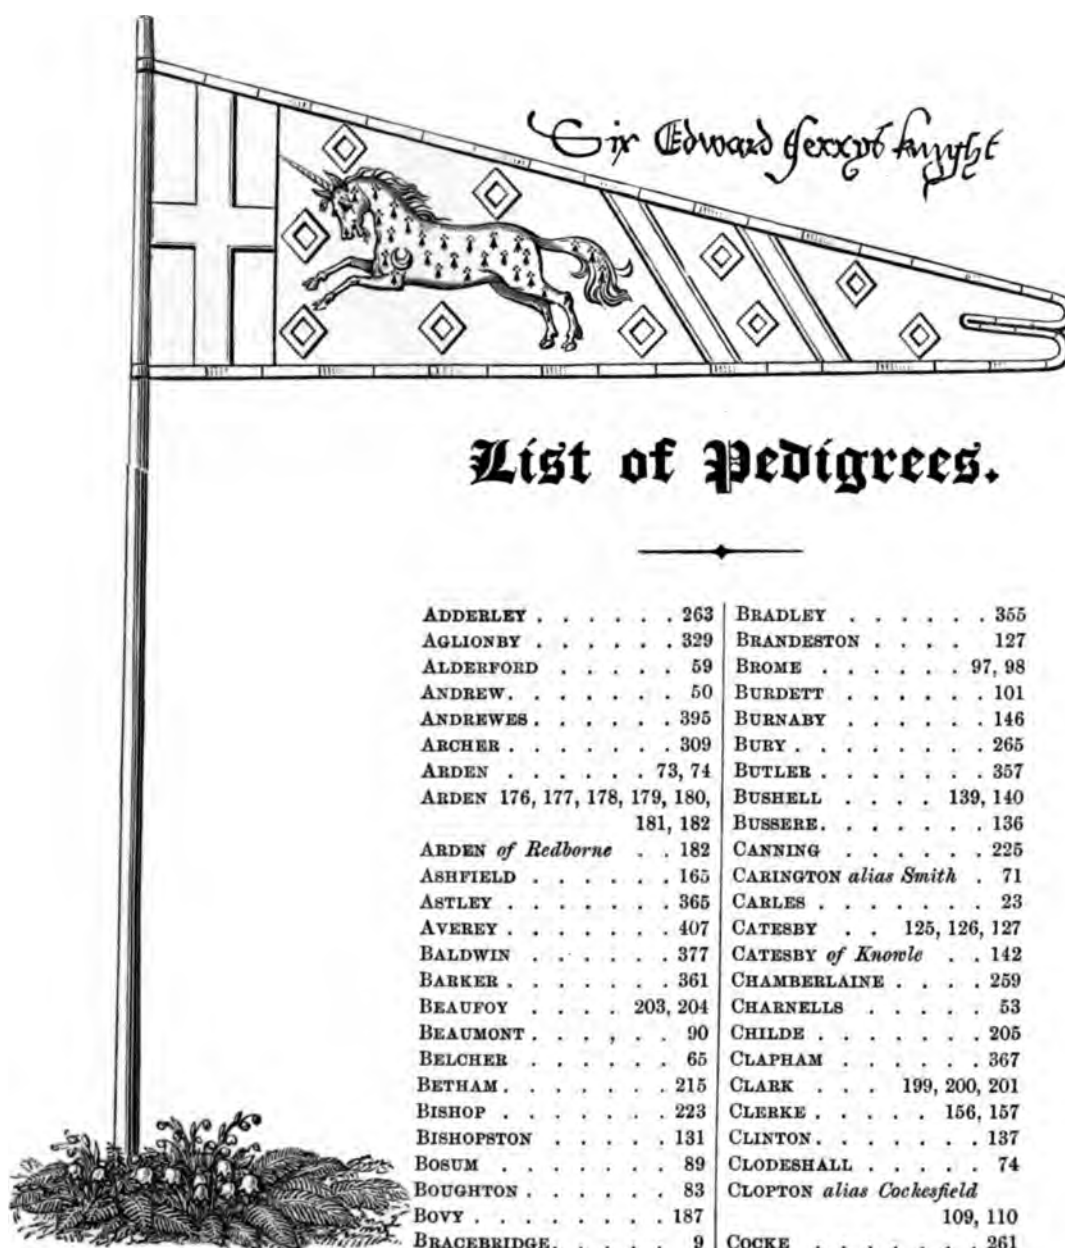 Sir Edward fferrys knyght
List of Pedigrees.
ADDERLEY . . . . . . 263
AGLIONBY . . . . . . 329
ALDERFORD . . . . . 59
ANDREW. . . . . . . 50
ANDREWES . . . . . . 395
ARCHER . . . . . . . 309
ARDEN . . . . . . 73, 74
ARDEN 176, 177, 178, 179, 180,
181, 182
ARDEN of Redborne . . 182
ASHFIELD . . . . . . 165
ASTLEY . . . . . . . 365
AVEREY . . . . . . . 407
BALDWIN . . . . . . 377
BARKER . . . . . . . 361
BEAUFOY . . . . 203, 204
BEAUMONT . . . . . . 90
BELCHER . . . . . . 65
BETHAM . . . . . . . 215
BISHOP . . . . . . . 223
BISHOPSTON . . . . . 131
BOSUM . . . . . . . 89
BOUGHTON . . . . . . 83
BOVY . . . . . . . . 187
BRACEBRIDGE. . . . . 9
BRADLEY . . . . . . 355
BRANDESTON . . . . 127
BROME . . . . . . 97, 98
BURDETT . . . . . . 101
BURNABY . . . . . . 146
BURY . . . . . . . . 265
BUTLER . . . . . . . 357
BUSHELL . . . . 139, 140
BUSSERE. . . . . . . 136
CANNING . . . . . . 225
CARINGTON alias Smith . 71
CARLES . . . . . . . 23
CATESBY . . 125, 126, 127
CATESBY of Knowle . . 142
CHAMBERLAINE . . . . 259
CHARNELLS . . . . . 53
CHILDE . . . . . . . 205
CLAPHAM . . . . . . 367
CLARK . . . 199, 200, 201
CLERKE . . . . . 156, 157
CLINTON. . . . . . . 137
CLODESHALL . . . . . 74
CLOPTON alias Cockesfield
109, 110
COCKE . . . . . . . 261